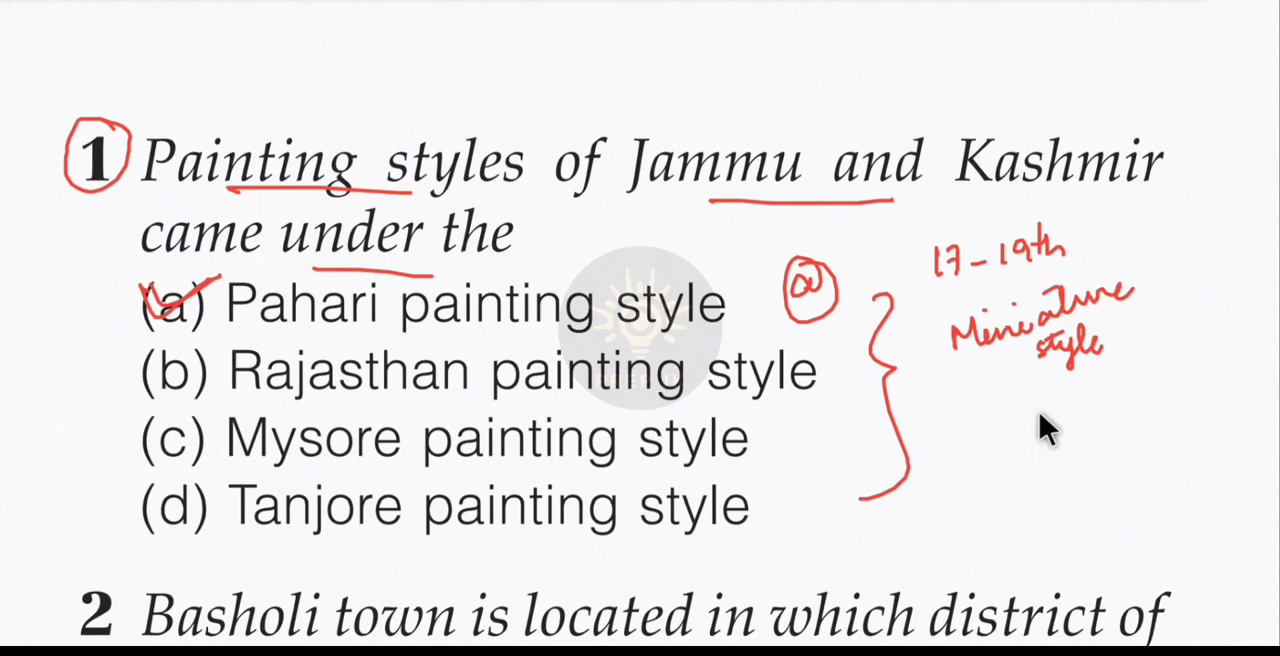 1 Painting styles of Jammu and Kashmir
came under the
(a) Pahari painting style
(b) Rajasthan painting style
(c) Mysore painting style
(d) Tanjore painting style
(a)
17-19th
Mineature
style
2 Basholi town is located in which district of